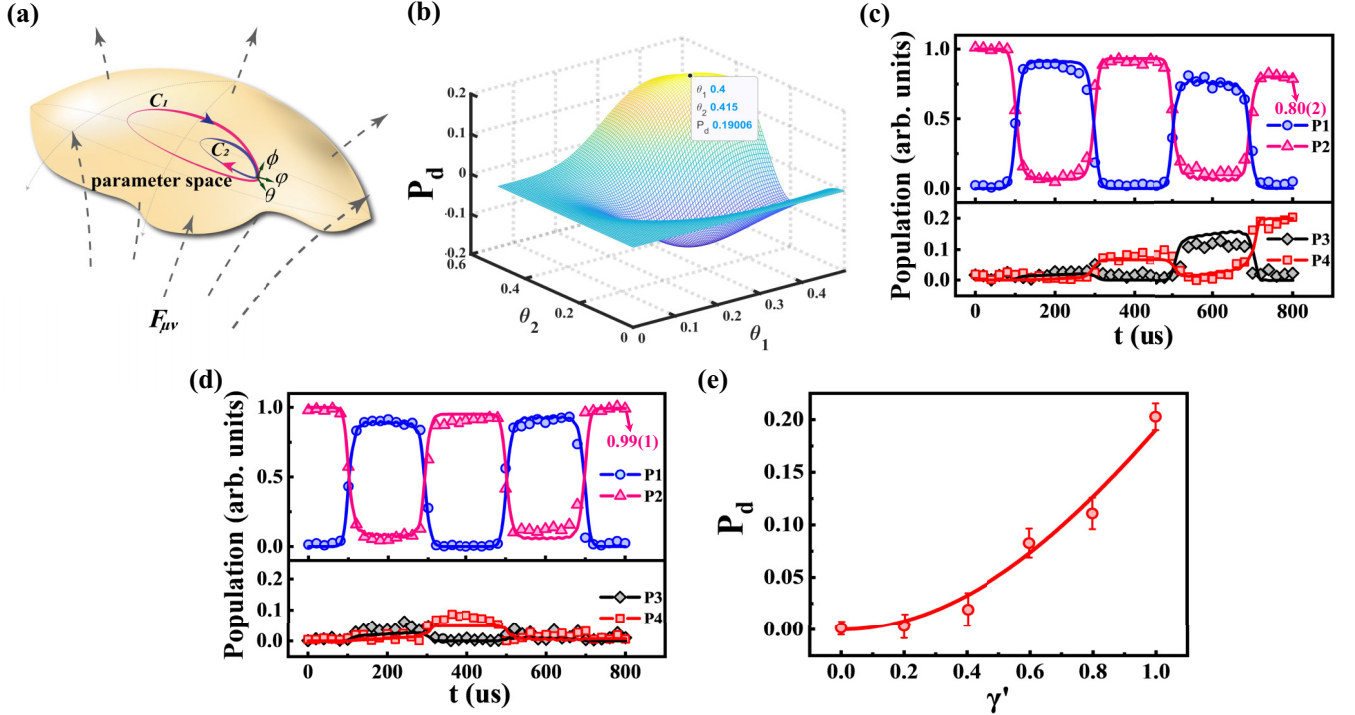 (a)
C₁
C₂
ϕ
φ
θ
parameter space
F_μν
(b)
P_d
0.2
0.1
0
-0.1
-0.2
0.6
0.4
0.2
0
θ₂
0
0.1
0.2
0.3
0.4
θ₁
θ₁ 0.4
θ₂ 0.415
P_d 0.19006
(c)
Population (arb. units)
1.0
0.5
0.0
0.80(2)
P1
P2
0.2
0.1
0.0
P3
P4
0 200 400 600 800
t (us)
(d)
Population (arb. units)
1.0
0.5
0.0
0.99(1)
P1
P2
0.2
0.1
0.0
P3
P4
0 200 400 600 800
t (us)
(e)
P_d
0.20
0.15
0.10
0.05
0.00
0.0 0.2 0.4 0.6 0.8 1.0
γ'